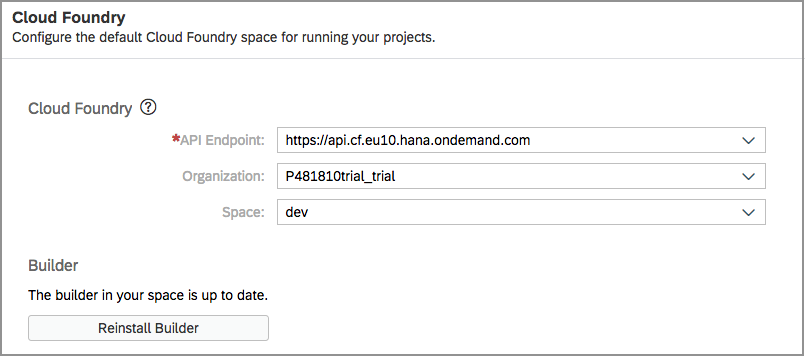 Cloud Foundry
Configure the default Cloud Foundry space for running your projects.
Cloud Foundry ?
*API Endpoint: https://api.cf.eu10.hana.ondemand.com
Organization: P481810trial_trial
Space: dev
Builder
The builder in your space is up to date.
Reinstall Builder